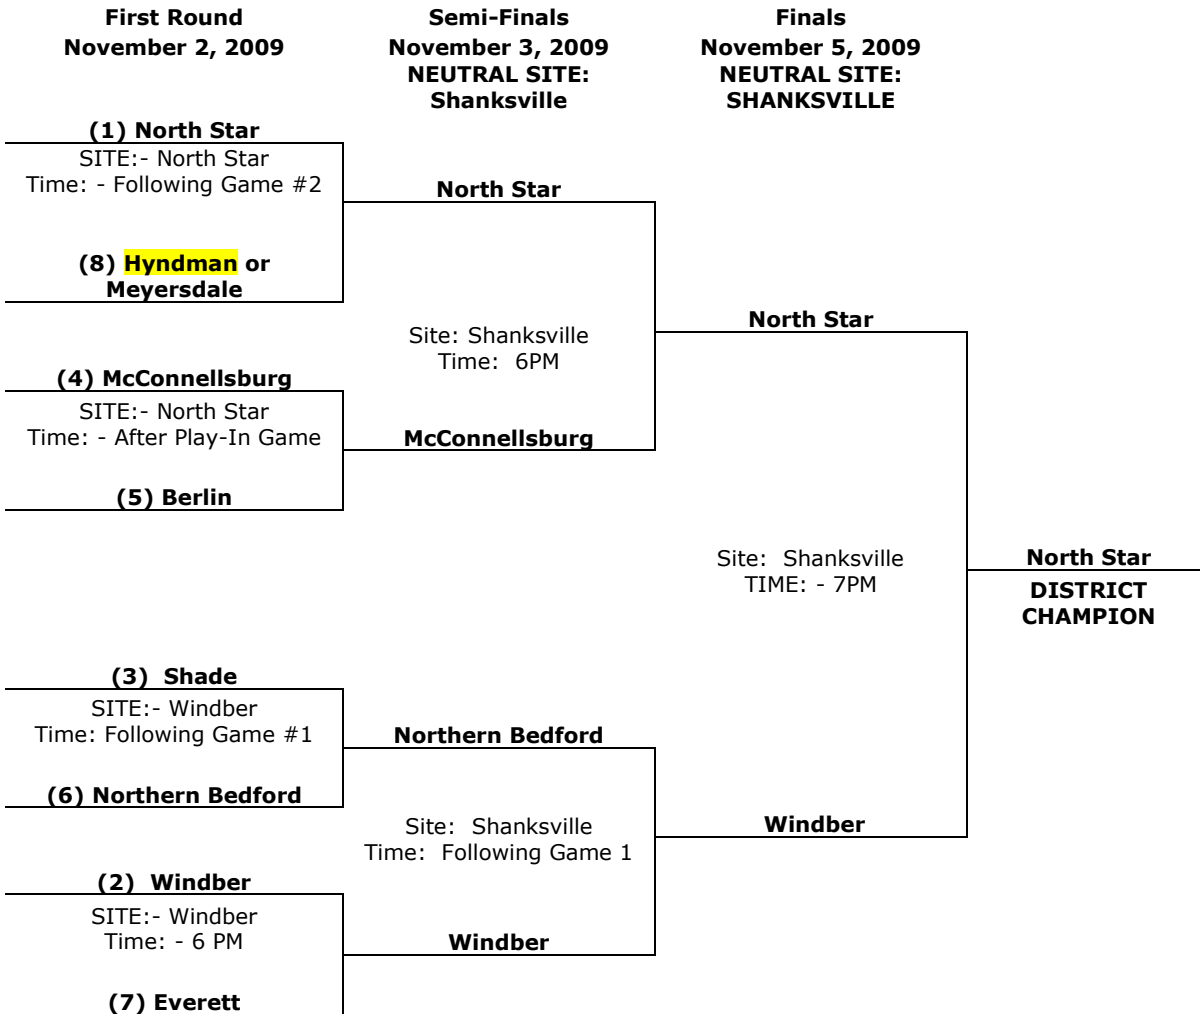 First Round
November 2, 2009
Semi-Finals
November 3, 2009
NEUTRAL SITE:
Shanksville
Finals
November 5, 2009
NEUTRAL SITE:
SHANKSVILLE
(1) North Star
SITE:- North Star
Time: - Following Game #2
(8) Hyndman or
Meyersdale
(4) McConnellsburg
SITE:- North Star
Time: - After Play-In Game
(5) Berlin
(3) Shade
SITE:- Windber
Time: Following Game #1
(6) Northern Bedford
(2) Windber
SITE:- Windber
Time: - 6 PM
(7) Everett
North Star
Site: Shanksville
Time: 6PM
McConnellsburg
Northern Bedford
Site: Shanksville
Time: Following Game 1
Windber
North Star
Site: Shanksville
TIME: - 7PM
Windber
North Star
DISTRICT
CHAMPION